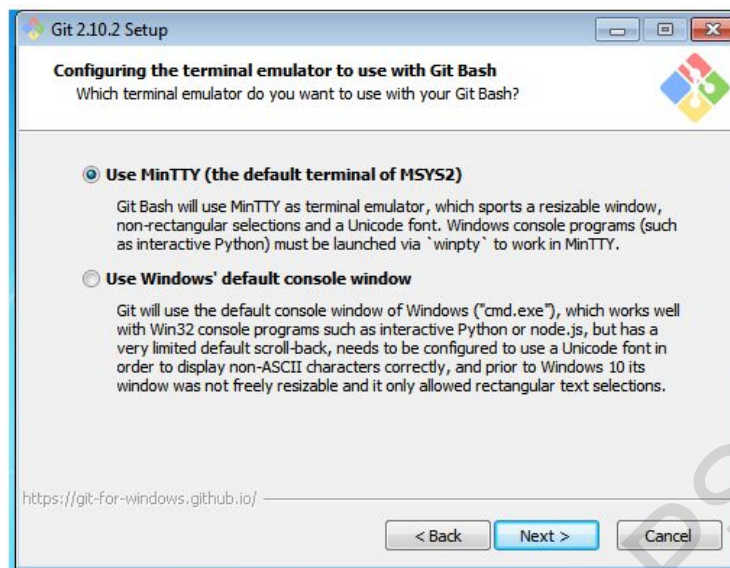 Git 2.10.2 Setup
Configuring the terminal emulator to use with Git Bash
Which terminal emulator do you want to use with your Git Bash?
Use MinTTY (the default terminal of MSYS2)
Git Bash will use MinTTY as terminal emulator, which sports a resizable window,
non-rectangular selections and a Unicode font. Windows console programs (such
as interactive Python) must be launched via `winpty` to work in MinTTY.
Use Windows' default console window
Git will use the default console window of Windows ("cmd.exe"), which works well
with Win32 console programs such as interactive Python or node.js, but has a
very limited default scroll-back, needs to be configured to use a Unicode font in
order to display non-ASCII characters correctly, and prior to Windows 10 its
window was not freely resizable and it only allowed rectangular text selections.
https://git-for-windows.github.io/
< Back Next > Cancel